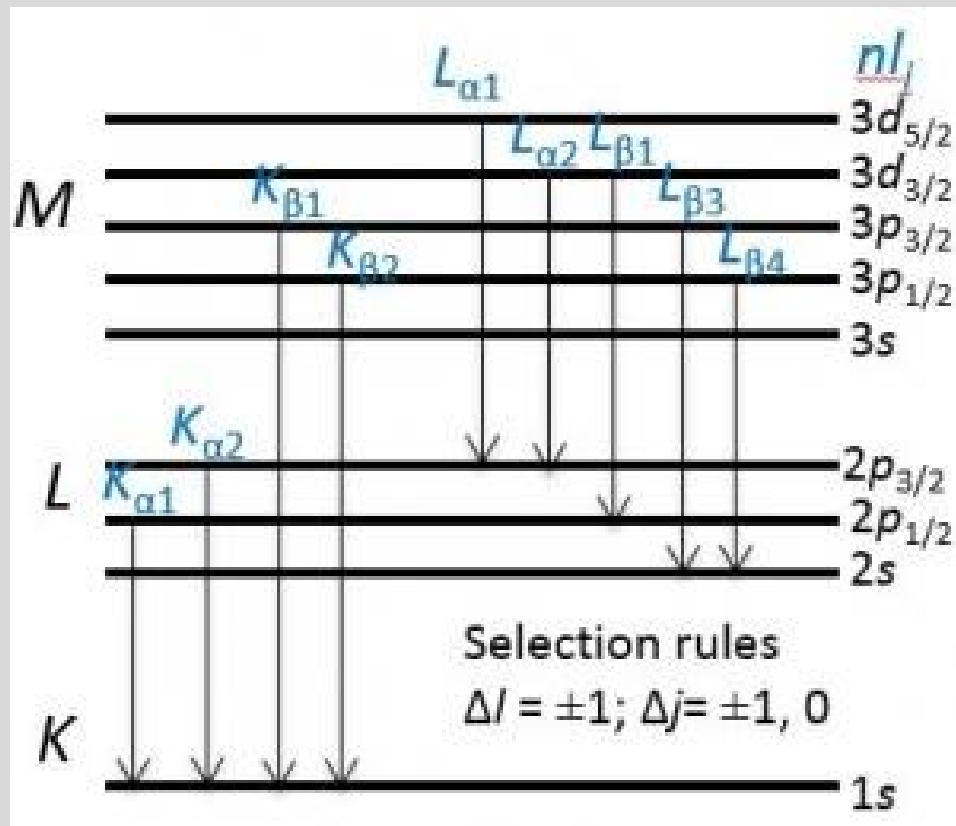 nl_j
L_α1
3d_5/2
L_α2 L_β1
3d_3/2
M
K_β1
L_β3
3p_3/2
K_β2
L_β4
3p_1/2
3s
K_α2
L
K_α1
2p_3/2
2p_1/2
2s
Selection rules
Δl = ±1; Δj= ±1, 0
K
1s